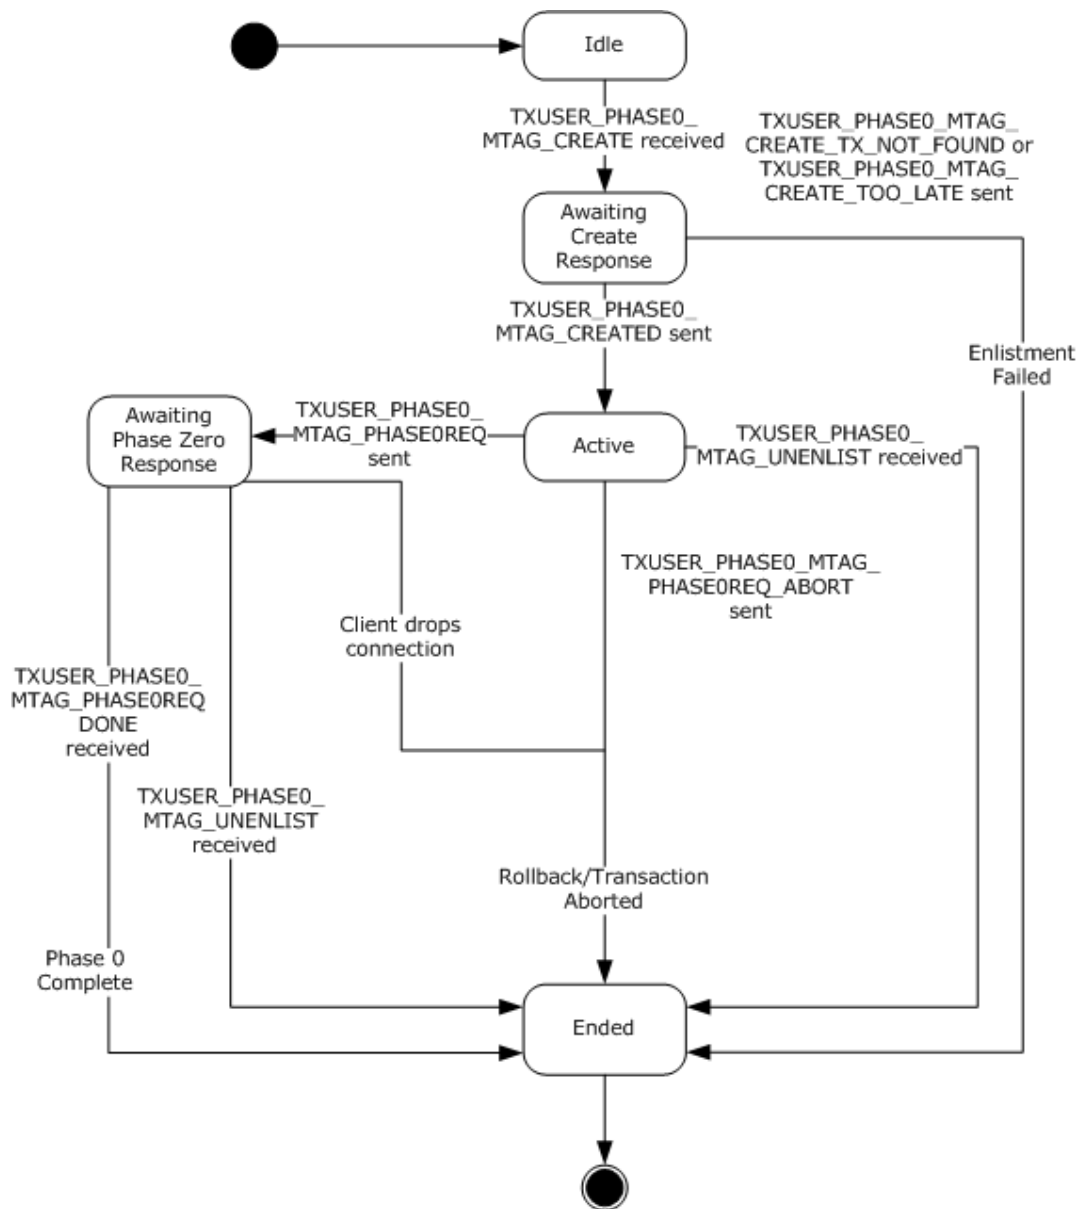 Idle
TXUSER_PHASE0_
MTAG_CREATE received
TXUSER_PHASE0_MTAG_
CREATE_TX_NOT_FOUND or
TXUSER_PHASE0_MTAG_
CREATE_TOO_LATE sent
Awaiting
Create
Response
TXUSER_PHASE0_
MTAG_CREATED sent
Enlistment
Failed
Awaiting
Phase Zero
Response
TXUSER_PHASE0_
MTAG_PHASE0REQ
sent
Active
TXUSER_PHASE0_
MTAG_UNENLIST received
TXUSER_PHASE0_MTAG_
PHASE0REQ_ABORT
sent
Client drops
connection
TXUSER_PHASE0_
MTAG_PHASE0REQ
DONE
received
TXUSER_PHASE0_
MTAG_UNENLIST
received
Rollback/Transaction
Aborted
Phase 0
Complete
Ended